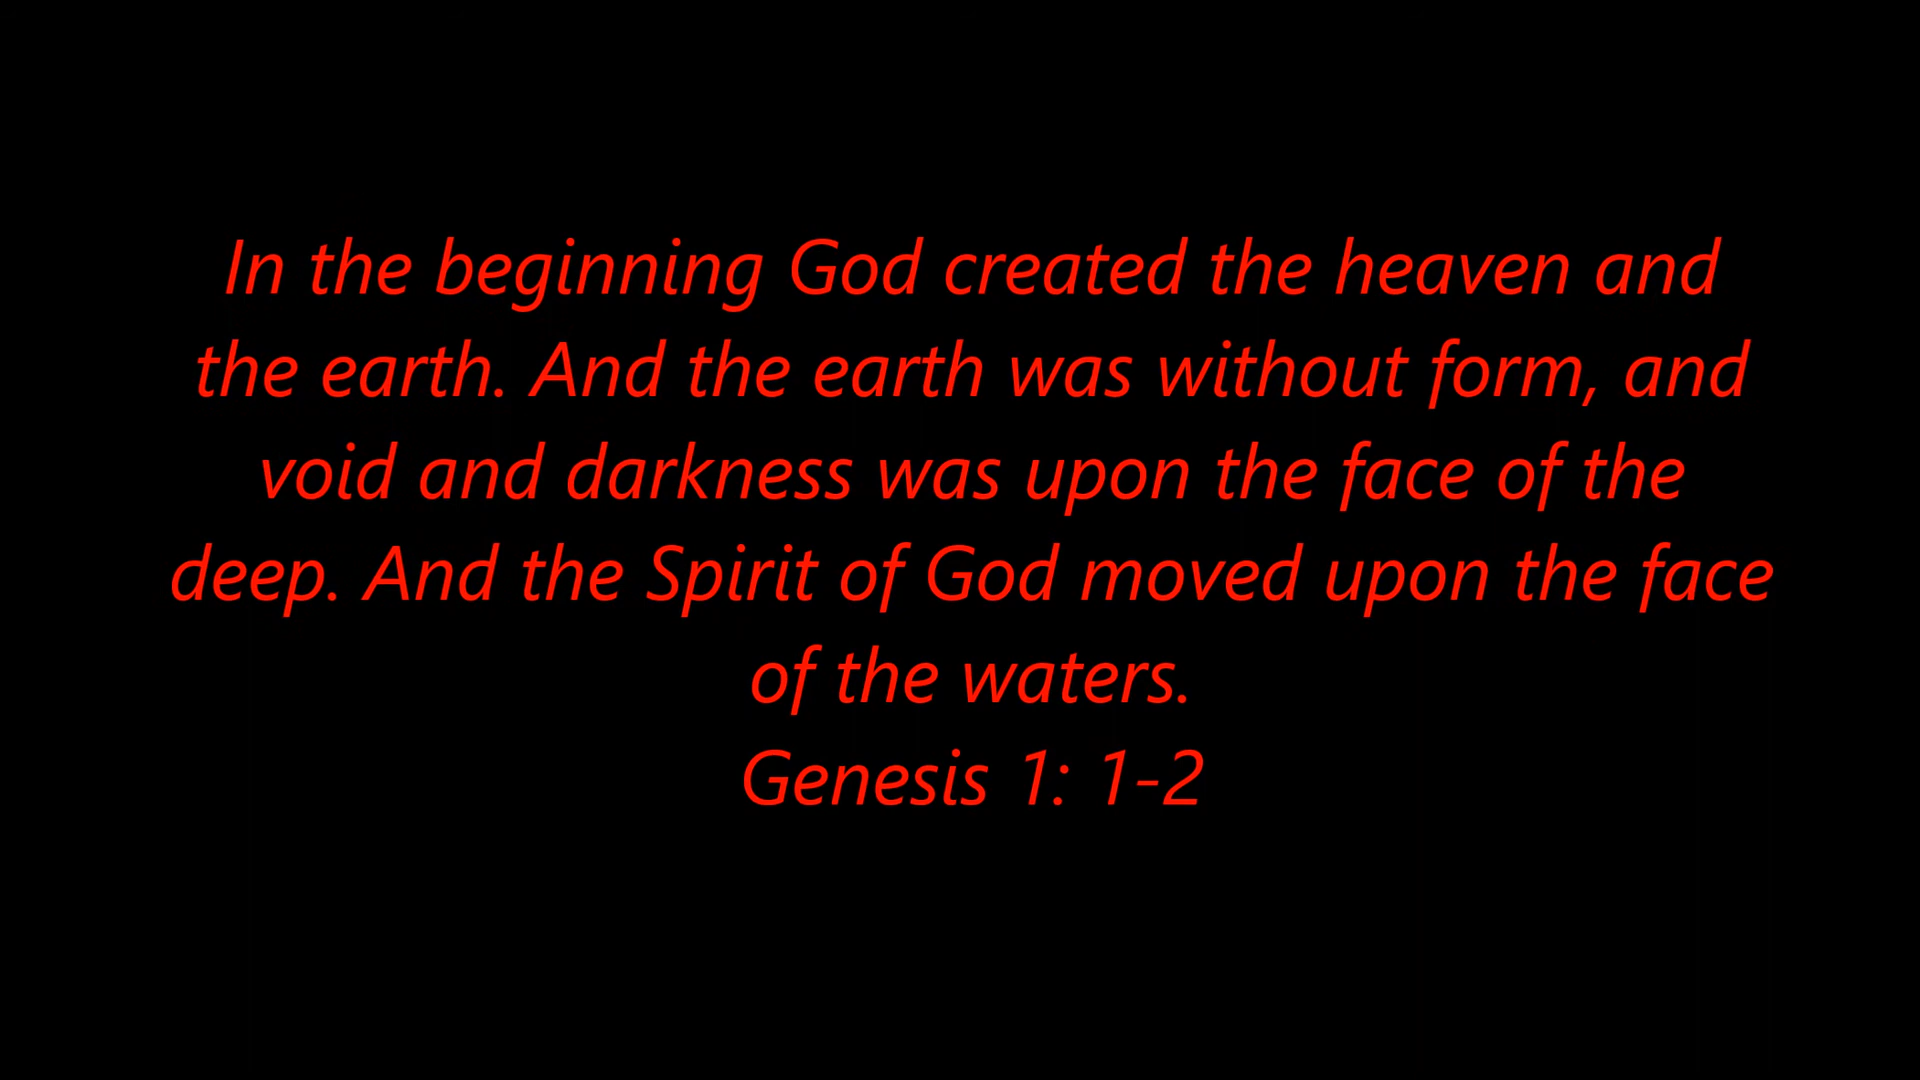 In the beginning God created the heaven and
the earth. And the earth was without form, and
void and darkness was upon the face of the
deep. And the Spirit of God moved upon the face
of the waters.
Genesis 1: 1-2